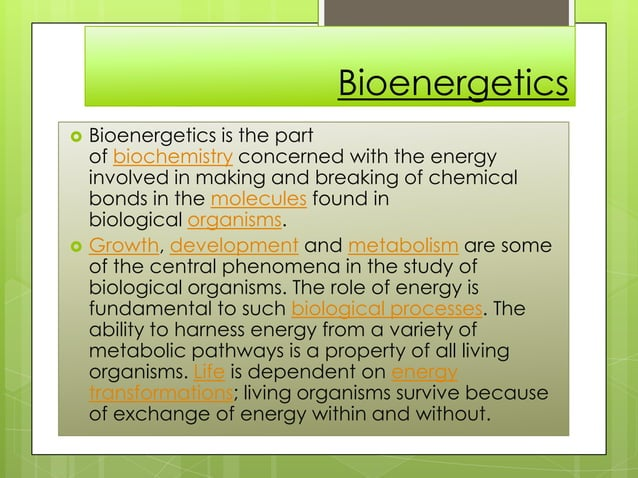 Bioenergetics
Bioenergetics is the part
of biochemistry concerned with the energy
involved in making and breaking of chemical
bonds in the molecules found in
biological organisms.
Growth, development and metabolism are some
of the central phenomena in the study of
biological organisms. The role of energy is
fundamental to such biological processes. The
ability to harness energy from a variety of
metabolic pathways is a property of all living
organisms. Life is dependent on energy
transformations; living organisms survive because
of exchange of energy within and without.